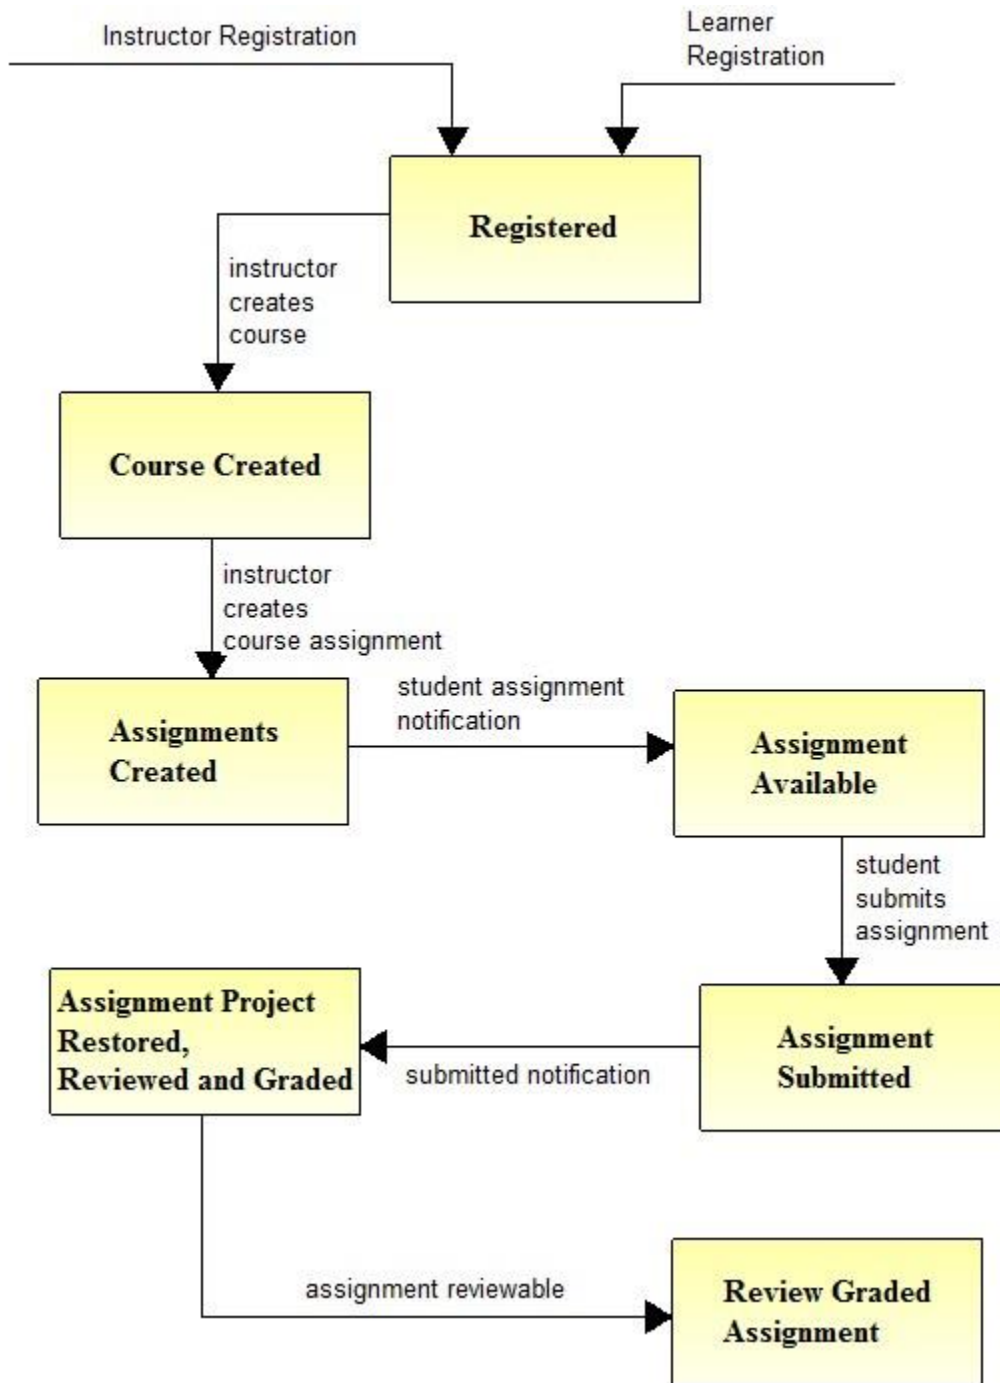 Instructor Registration
Learner
Registration
Registered
instructor
creates
course
Course Created
instructor
creates
course assignment
Assignments
Created
student assignment
notification
Assignment
Available
student
submits
assignment
Assignment
Submitted
submitted notification
Assignment Project
Restored,
Reviewed and Graded
assignment reviewable
Review Graded
Assignment